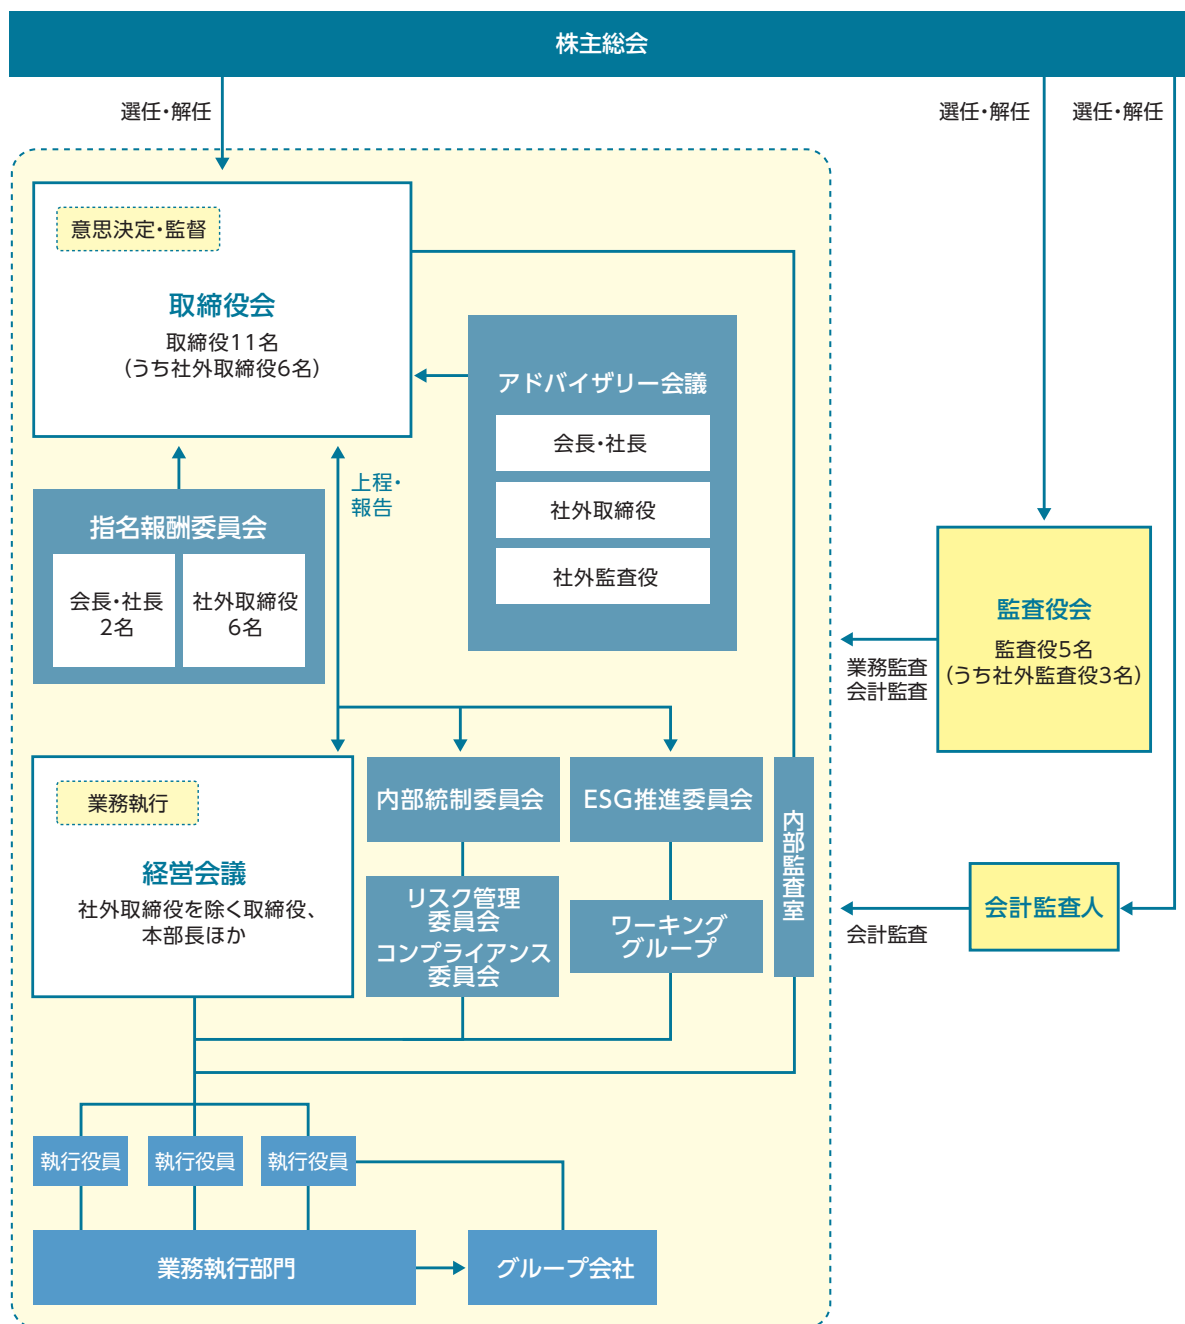 株主総会
選任・解任
選任・解任
選任・解任
意思決定・監督
取締役会
取締役11名
(うち社外取締役6名)
アドバイザリー会議
会長・社長
社外取締役
社外監査役
上程・
報告
指名報酬委員会
会長・社長
2名
社外取締役
6名
監査役会
監査役5名
(うち社外監査役3名)
業務監査
会計監査
業務執行
経営会議
社外取締役を除く取締役、
本部長ほか
内部統制委員会
リスク管理
委員会
コンプライアンス
委員会
ESG推進委員会
ワーキング
グループ
内部監査室
会計監査人
会計監査
執行役員
執行役員
執行役員
業務執行部門
グループ会社